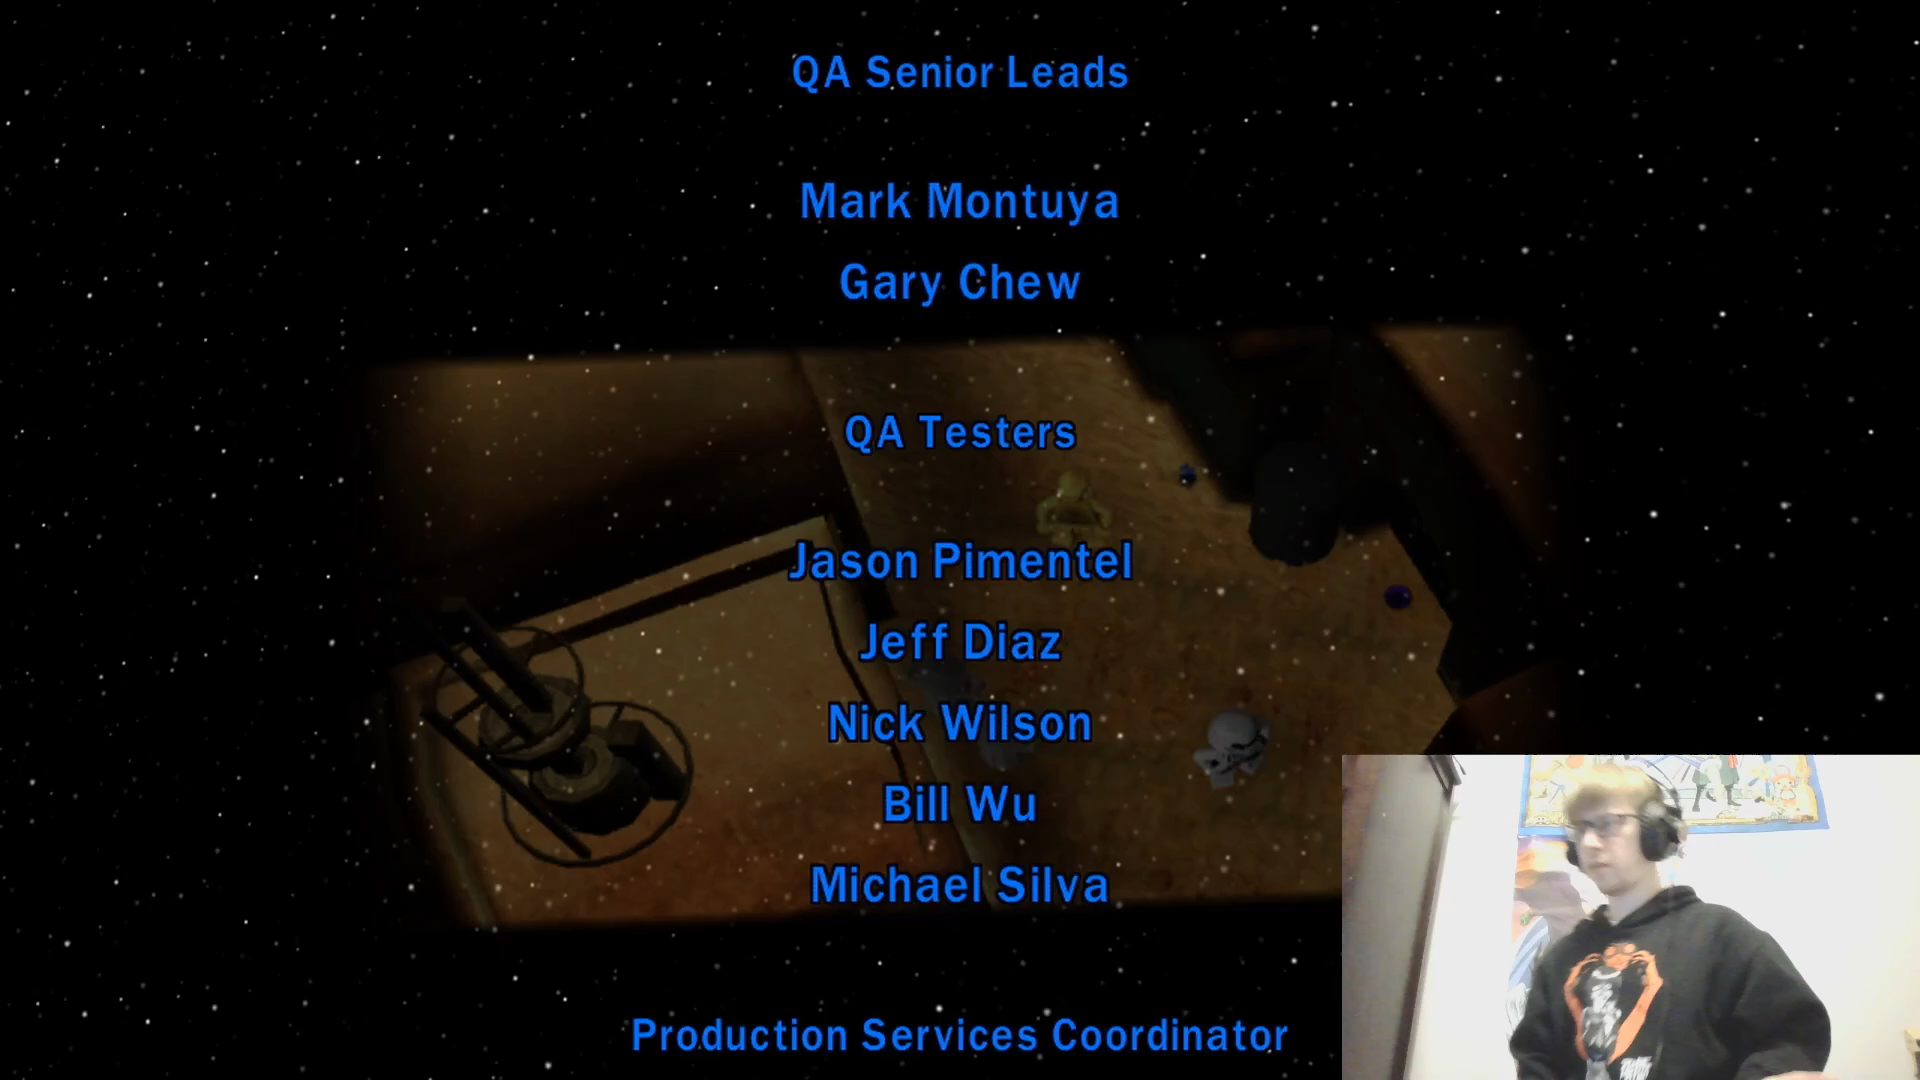 QA Senior Leads
Mark Montuya
Gary Chew
QA Testers
Jason Pimentel
Jeff Diaz
Nick Wilson
Bill Wu
Michael Silva
Production Services Coordinator